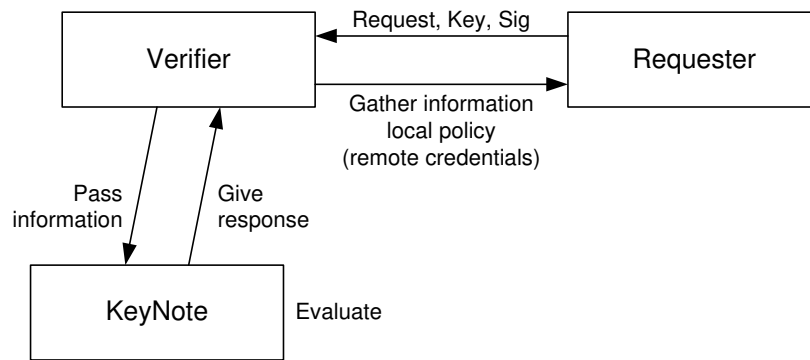 Request, Key, Sig
Verifier
Requester
Gather information
local policy
(remote credentials)
Pass
information
Give
response
KeyNote
Evaluate